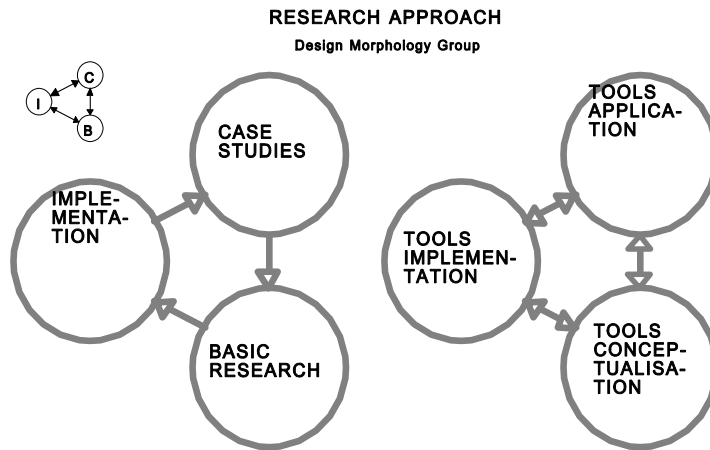 RESEARCH APPROACH
Design Morphology Group
C
I
B
CASE
STUDIES
IMPLE-
MENTA-
TION
BASIC
RESEARCH
TOOLS
APPLICA-
TION
TOOLS
IMPLEMEN-
TATION
TOOLS
CONCEP-
TUALISA-
TION